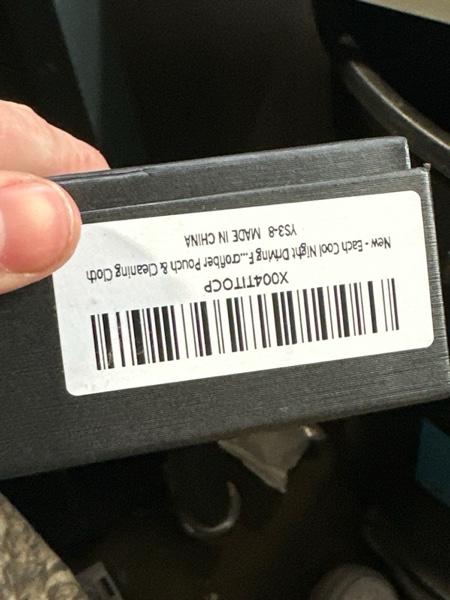 X004TITOCP
New - Each Cool Night Driving F...crofiber Pouch & Cleaning Cloth
YS3-8 MADE IN CHINA